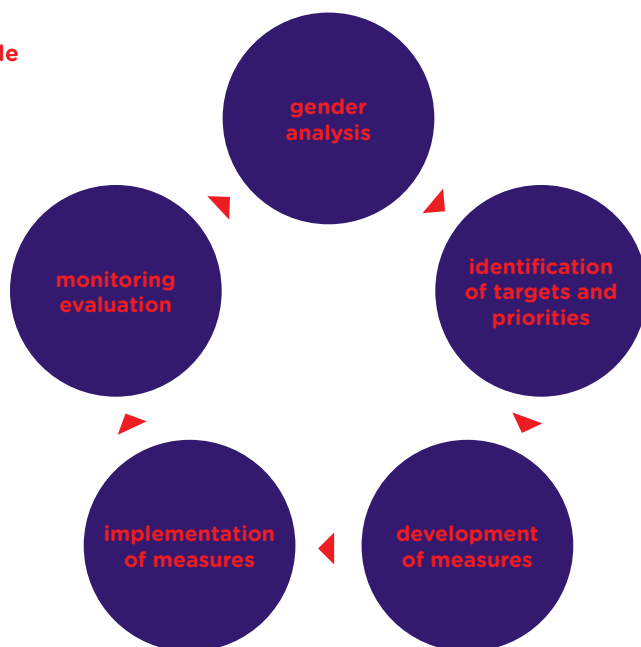 gender
analysis
identification
of targets and
priorities
development
of measures
implementation
of measures
monitoring
evaluation